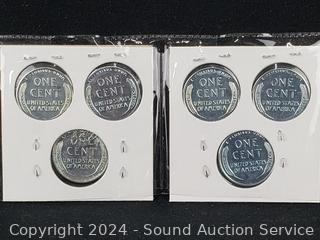 ONE
CENT
UNITED STATES
OF AMERICA
ONE
CENT
UNITED STATES
OF AMERICA
ONE
CENT
UNITED STATES
OF AMERICA
ONE
CENT
UNITED STATES
OF AMERICA
ONE
CENT
UNITED STATES
OF AMERICA
ONE
CENT
UNITED STATES
OF AMERICA
Copyright 2024 - Sound Auction Service